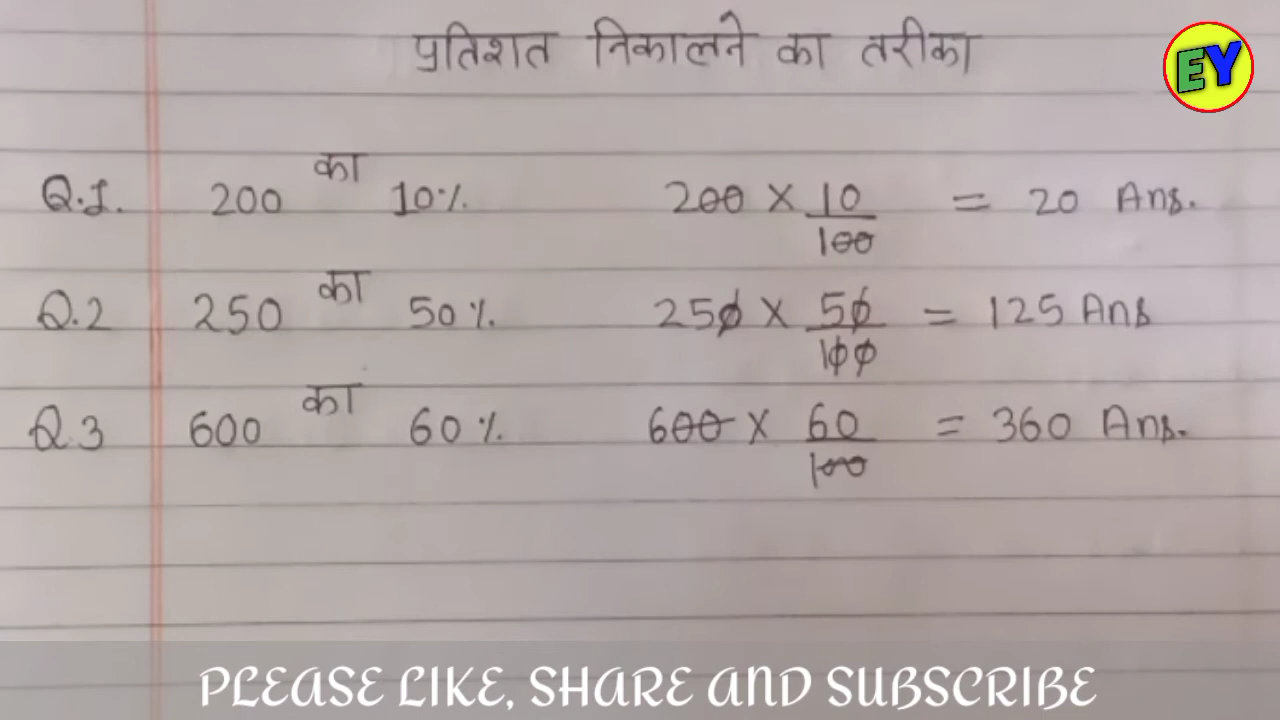 प्रतिशत निकालने का तरीका
EY
Q.1. 200 का 10% 200 × 10/100 = 20 Ans.
Q.2 250 का 50% 250 × 50/100 = 125 Ans
Q.3 600 का 60% 600 × 60/100 = 360 Ans.
PLEASE LIKE, SHARE AND SUBSCRIBE